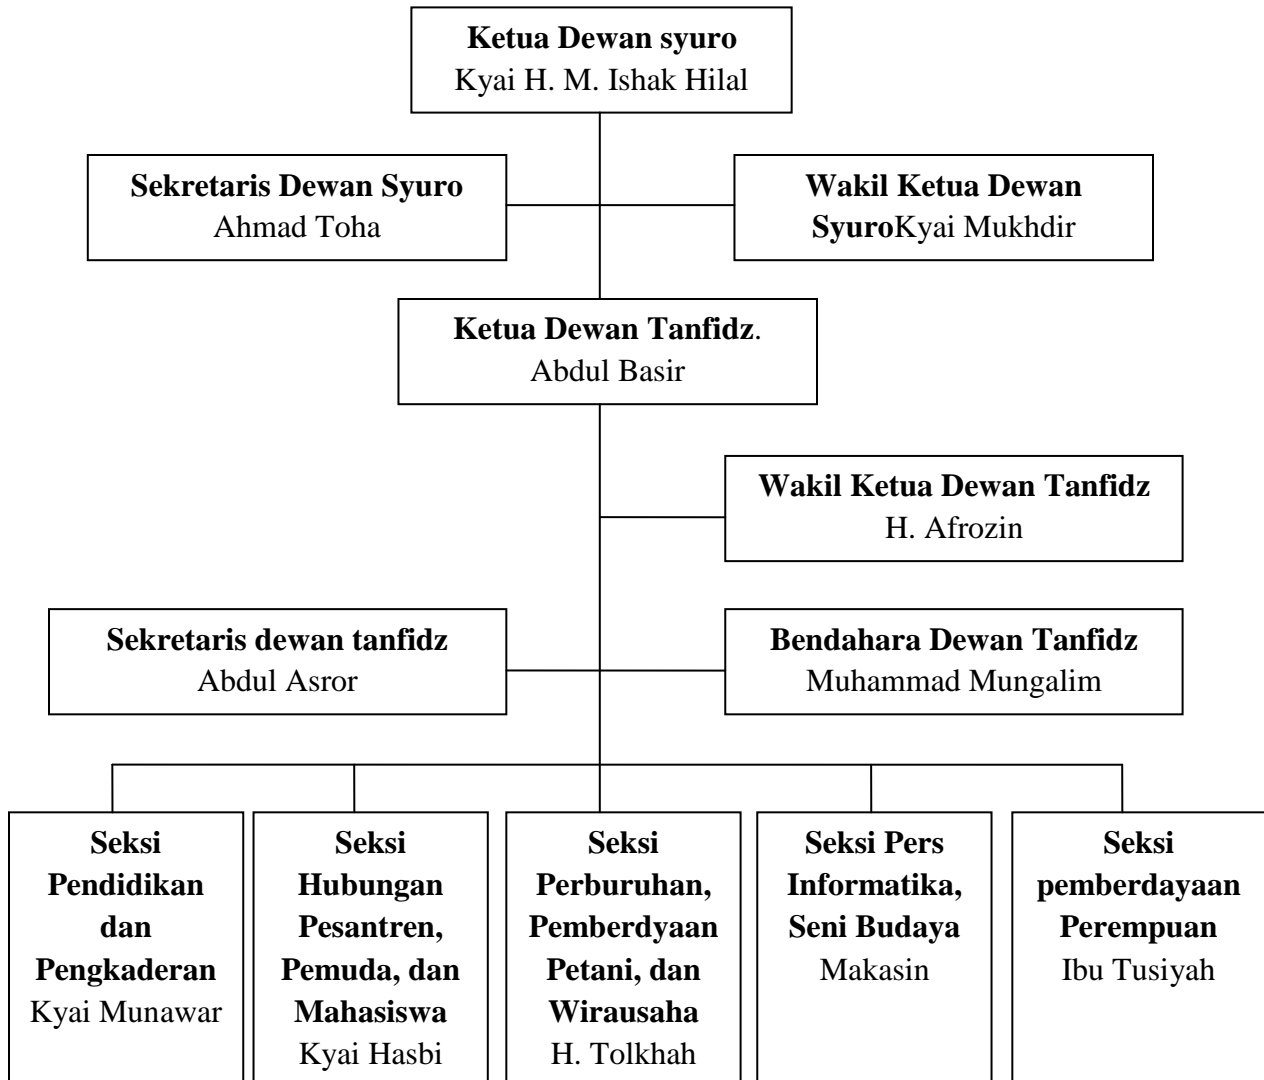 Ketua Dewan syuro
Kyai H. M. Ishak Hilal
Sekretaris Dewan Syuro
Ahmad Toha
Wakil Ketua Dewan
SyuroKyai Mukhdir
Ketua Dewan Tanfidz.
Abdul Basir
Wakil Ketua Dewan Tanfidz
H. Afrozin
Sekretaris dewan tanfidz
Abdul Asror
Bendahara Dewan Tanfidz
Muhammad Mungalim
Seksi
Pendidikan
dan
Pengkaderan
Kyai Munawar
Seksi
Hubungan
Pesantren,
Pemuda, dan
Mahasiswa
Kyai Hasbi
Seksi
Perburuhan,
Pemberdyaan
Petani, dan
Wirausaha
H. Tolkhah
Seksi Pers
Informatika,
Seni Budaya
Makasin
Seksi
pemberdayaan
Perempuan
Ibu Tusiyah